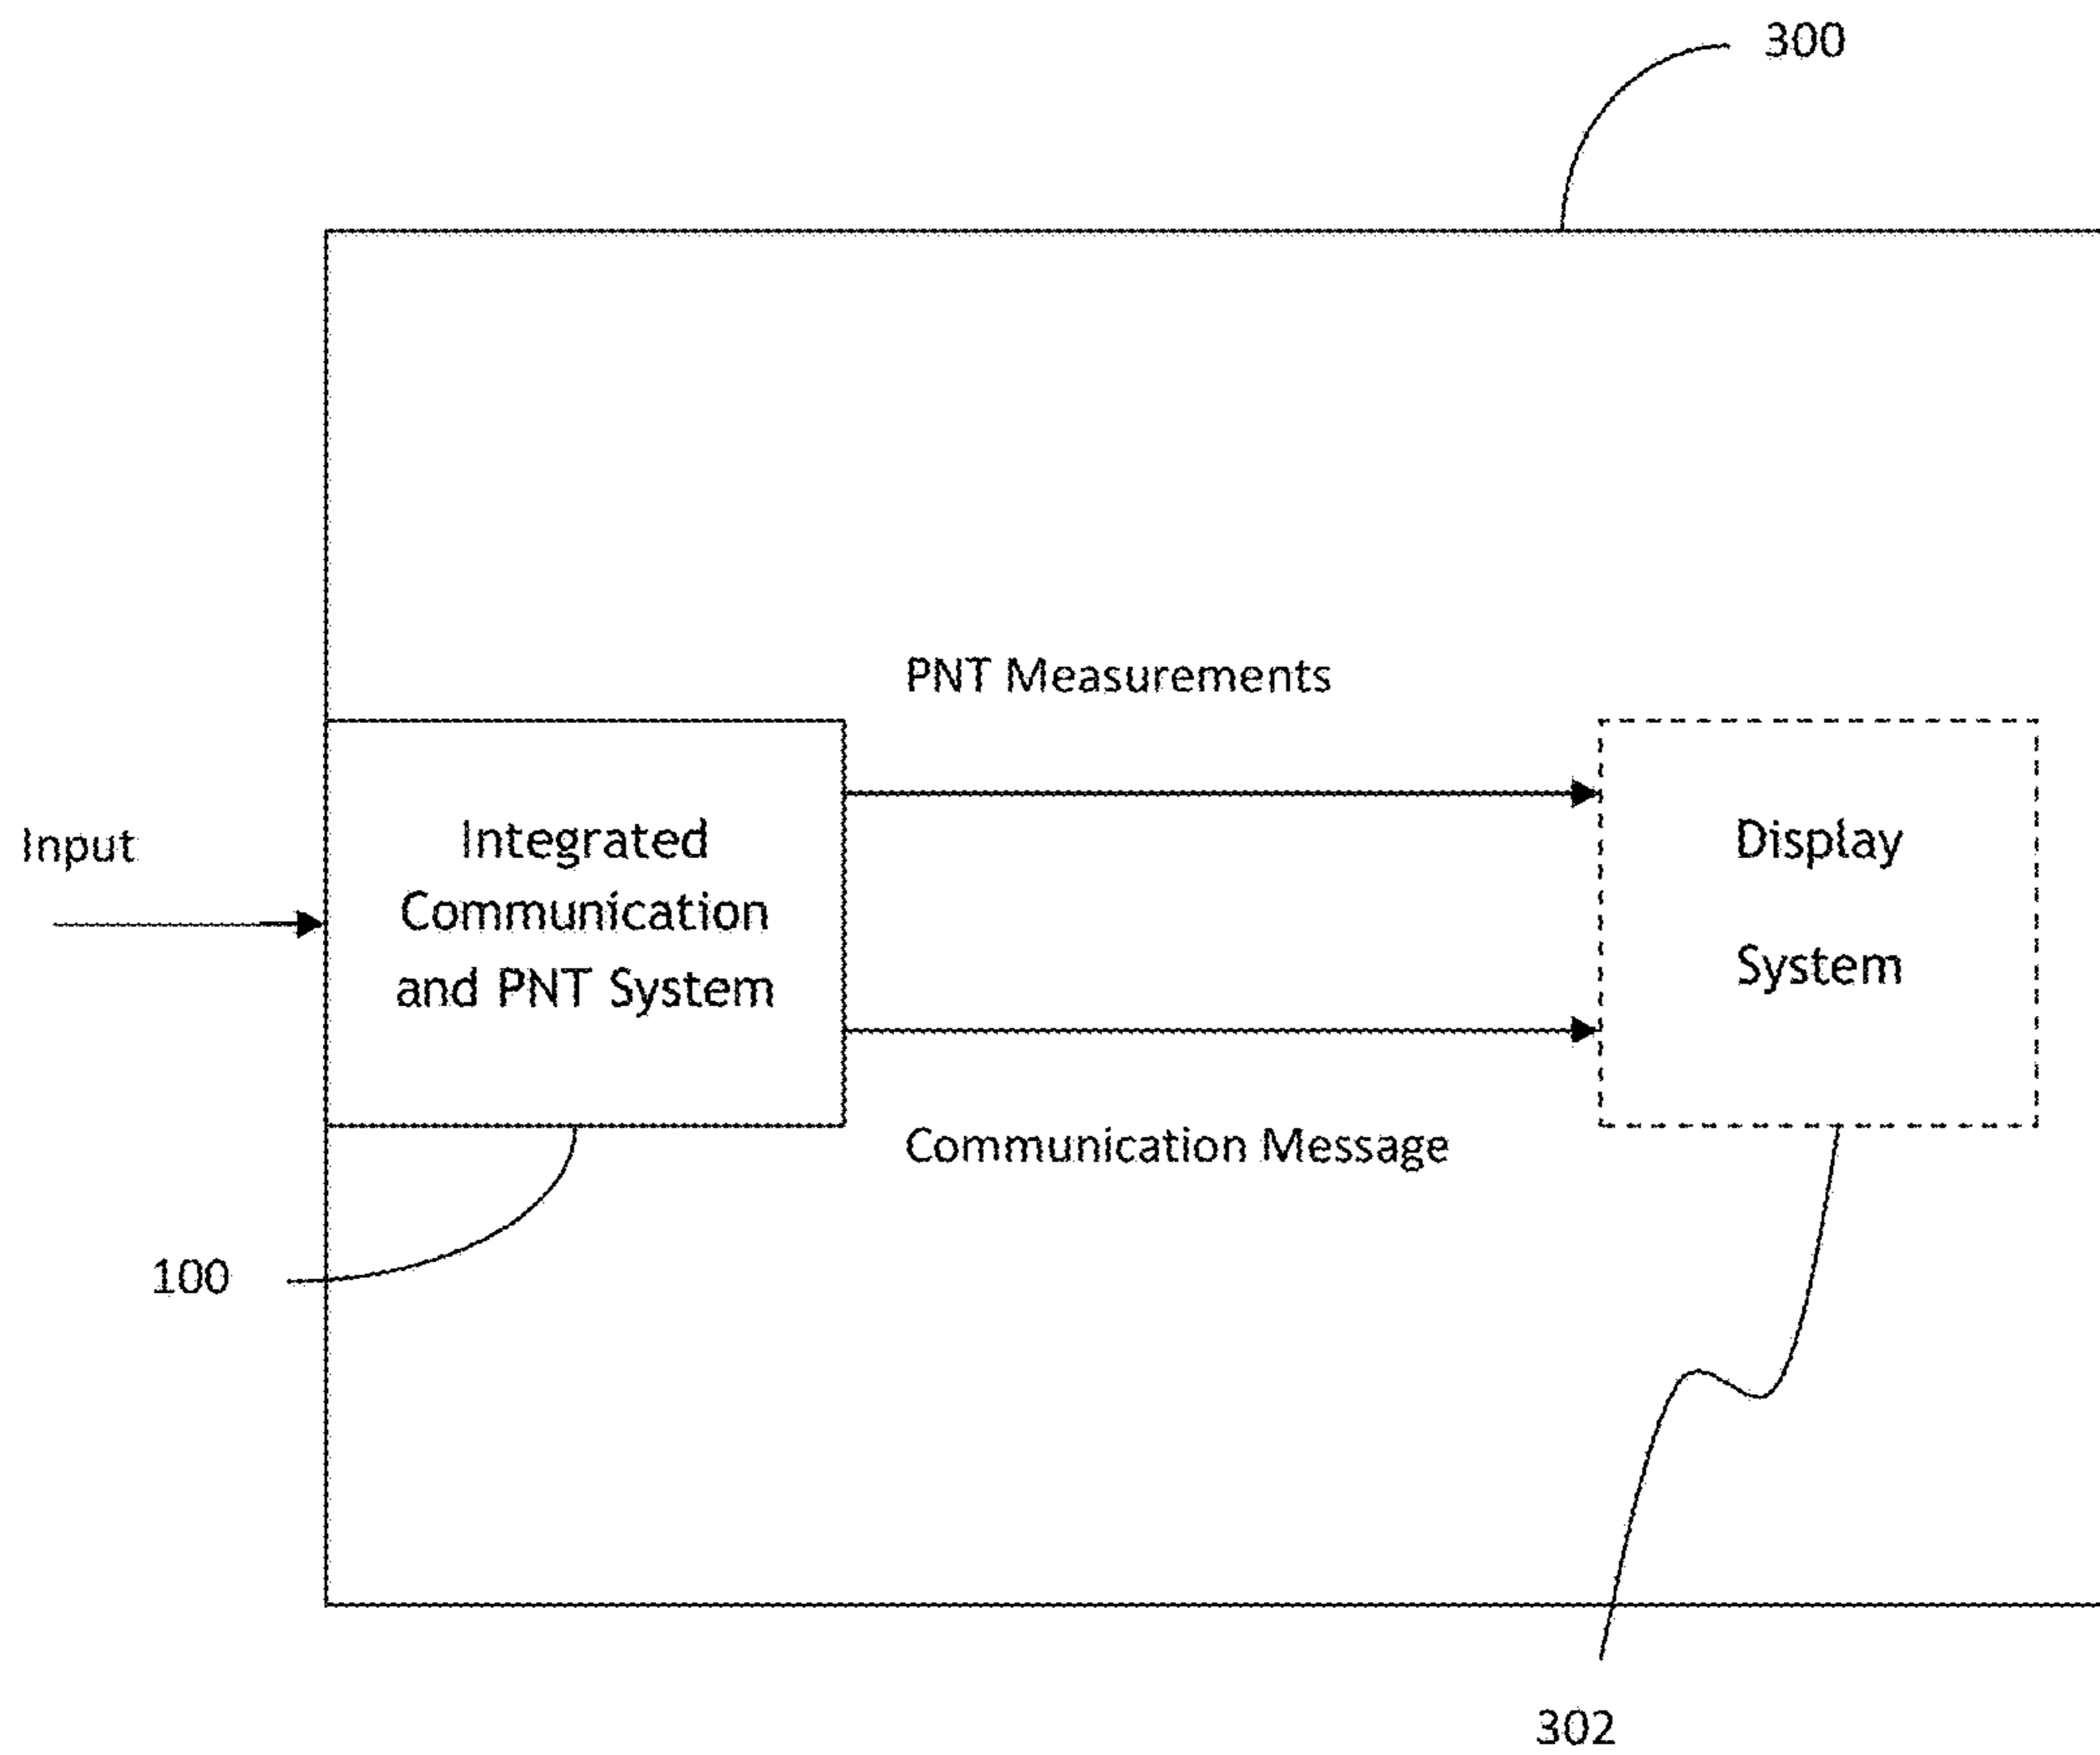 300
PNT Measurements
Input
Integrated
Communication
and PNT System
Display
System
Communication Message
100
302